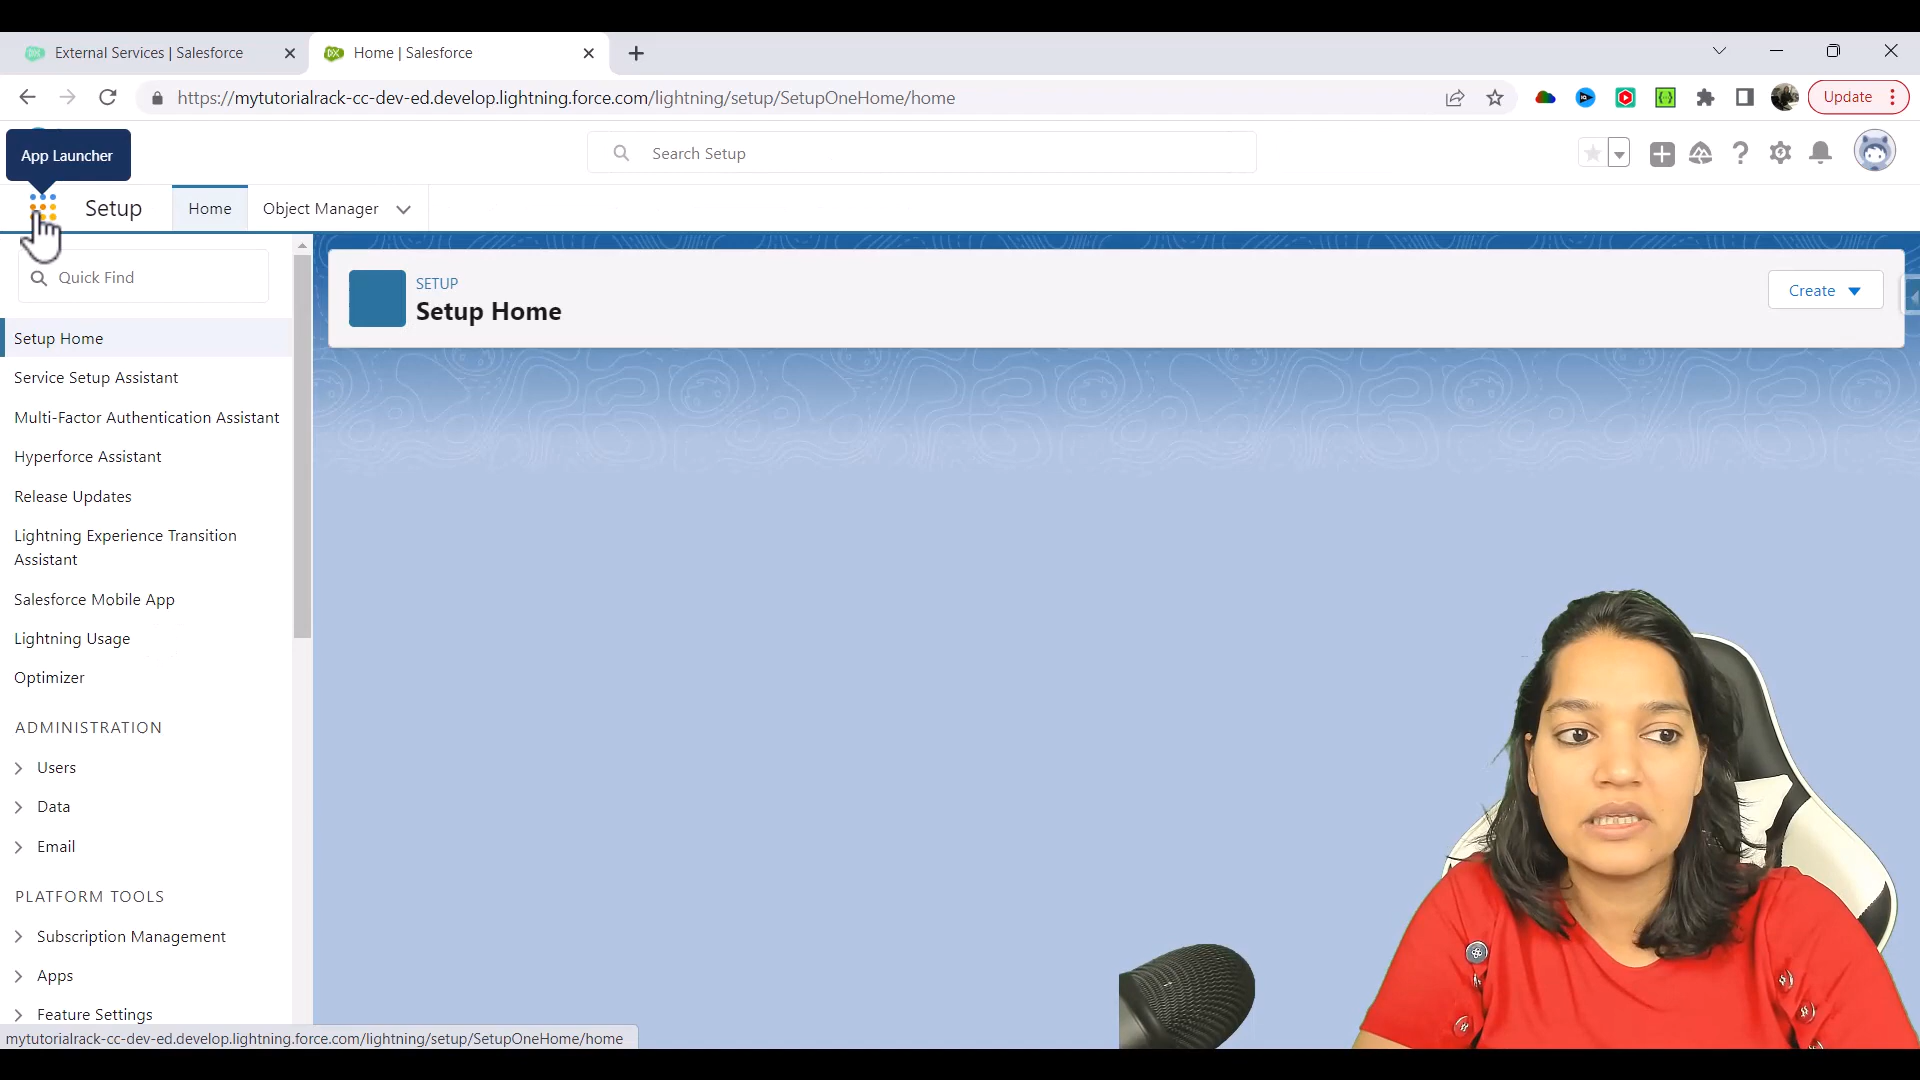 External Services | Salesforce
Home | Salesforce
https://mytutorialrack-cc-dev-ed.develop.lightning.force.com/lightning/setup/SetupOneHome/home
Update
App Launcher
Search Setup
Setup
Home
Object Manager
Quick Find
SETUP
Setup Home
Create
Setup Home
Service Setup Assistant
Multi-Factor Authentication Assistant
Hyperforce Assistant
Release Updates
Lightning Experience Transition
Assistant
Salesforce Mobile App
Lightning Usage
Optimizer
ADMINISTRATION
Users
Data
Email
PLATFORM TOOLS
Subscription Management
Apps
Feature Settings
mytutorialrack-cc-dev-ed.develop.lightning.force.com/lightning/setup/SetupOneHome/home